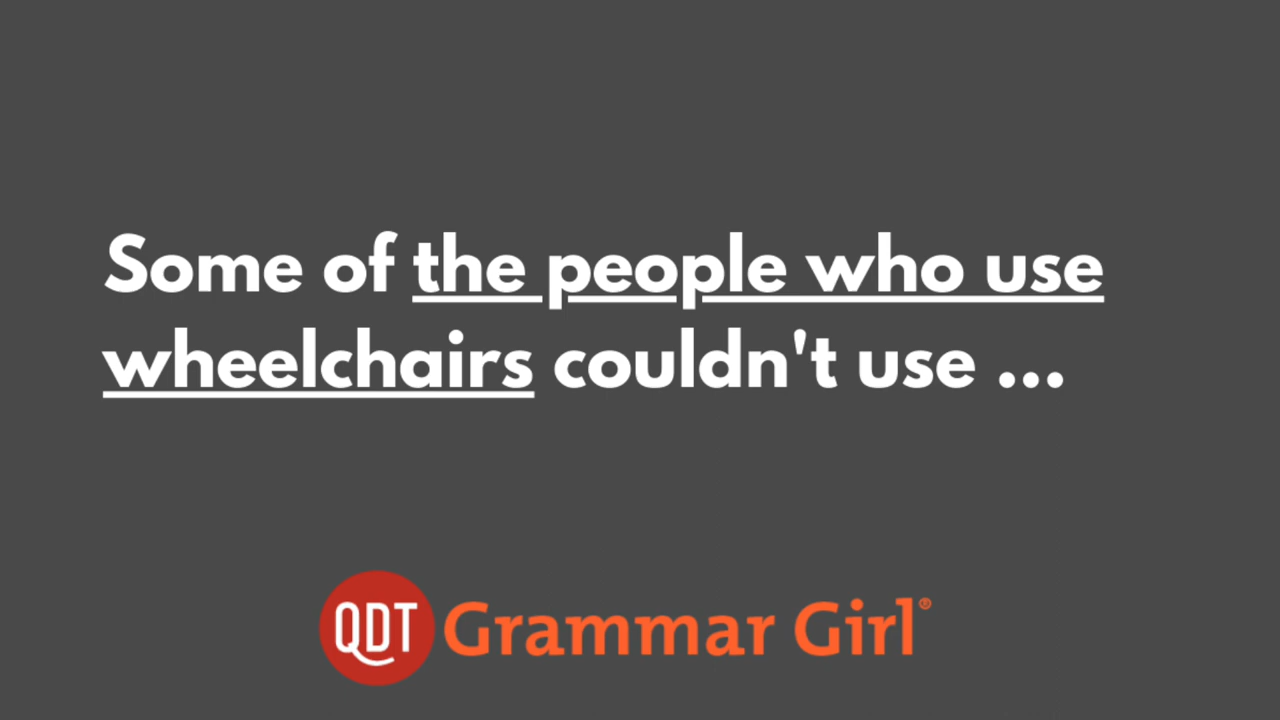 Some of the people who use
wheelchairs couldn't use ...
QDT Grammar Girl®